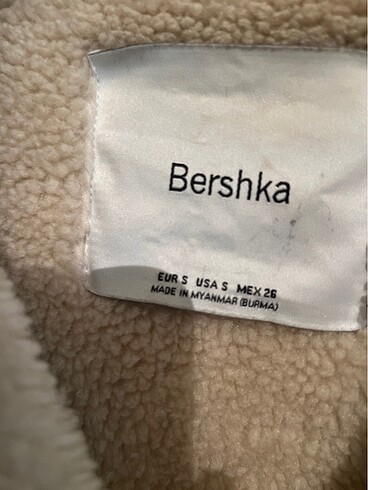 Bershka
EUR S USA S MEX 26
MADE IN MYANMAR (BURMA)